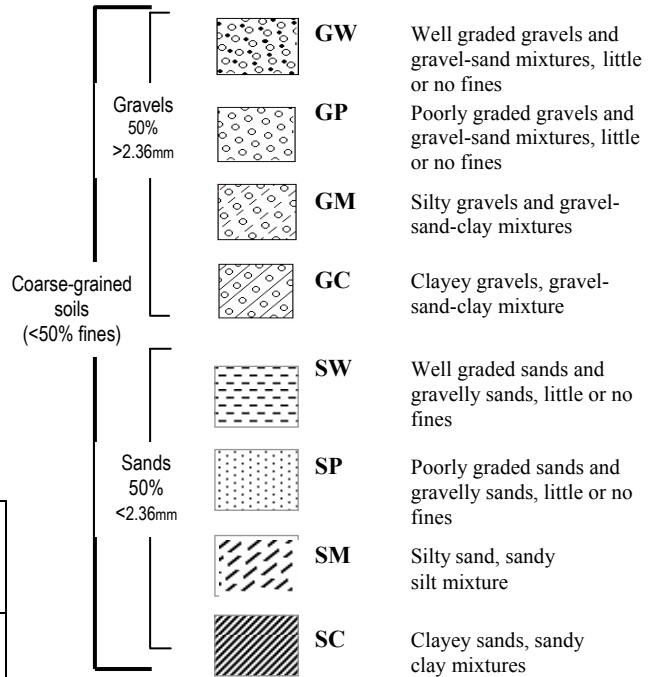 Coarse-grained
soils
(<50% fines)
Gravels
50%
>2.36mm
GW
Well graded gravels and
gravel-sand mixtures, little
or no fines
GP
Poorly graded gravels and
gravel-sand mixtures, little
or no fines
GM
Silty gravels and gravel-
sand-clay mixtures
GC
Clayey gravels, gravel-
sand-clay mixture
Sands
50%
<2.36mm
SW
Well graded sands and
gravelly sands, little or no
fines
SP
Poorly graded sands and
gravelly sands, little or no
fines
SM
Silty sand, sandy
silt mixture
SC
Clayey sands, sandy
clay mixtures